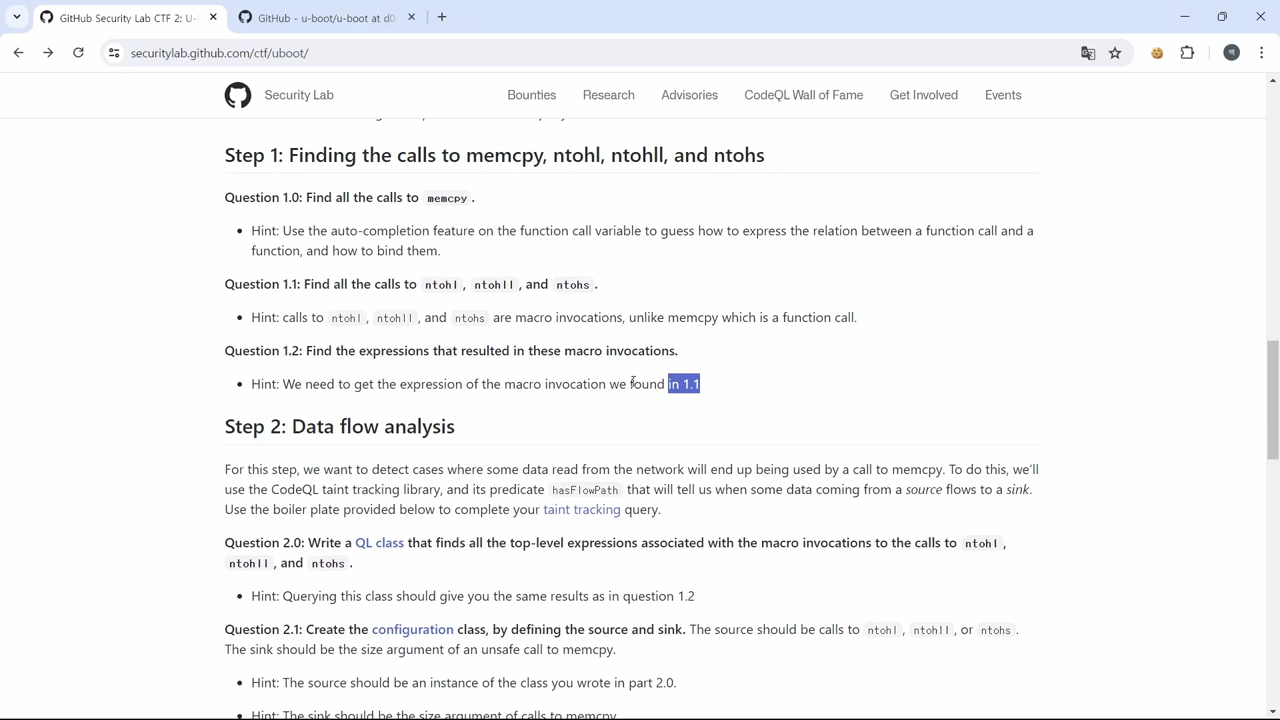 GitHub Security Lab CTF 2: U-
GitHub - u-boot/u-boot at d0
securitylab.github.com/ctf/uboot/
Security Lab
Bounties
Research
Advisories
CodeQL Wall of Fame
Get Involved
Events
Step 1: Finding the calls to memcpy, ntohl, ntohll, and ntohs
Question 1.0: Find all the calls to memcpy.
• Hint: Use the auto-completion feature on the function call variable to guess how to express the relation between a function call and a
function, and how to bind them.
Question 1.1: Find all the calls to ntohl, ntohll, and ntohs.
• Hint: calls to ntohl, ntohll, and ntohs are macro invocations, unlike memcpy which is a function call.
Question 1.2: Find the expressions that resulted in these macro invocations.
• Hint: We need to get the expression of the macro invocation we found in 1.1
Step 2: Data flow analysis
For this step, we want to detect cases where some data read from the network will end up being used by a call to memcpy. To do this, we'll
use the CodeQL taint tracking library, and its predicate hasFlowPath that will tell us when some data coming from a source flows to a sink.
Use the boiler plate provided below to complete your taint tracking query.
Question 2.0: Write a QL class that finds all the top-level expressions associated with the macro invocations to the calls to ntohl,
ntohll, and ntohs.
• Hint: Querying this class should give you the same results as in question 1.2
Question 2.1: Create the configuration class, by defining the source and sink. The source should be calls to ntohl, ntohll, or ntohs.
The sink should be the size argument of an unsafe call to memcpy.
• Hint: The source should be an instance of the class you wrote in part 2.0.
• Hint: The sink should be the size argument of calls to memcpy.